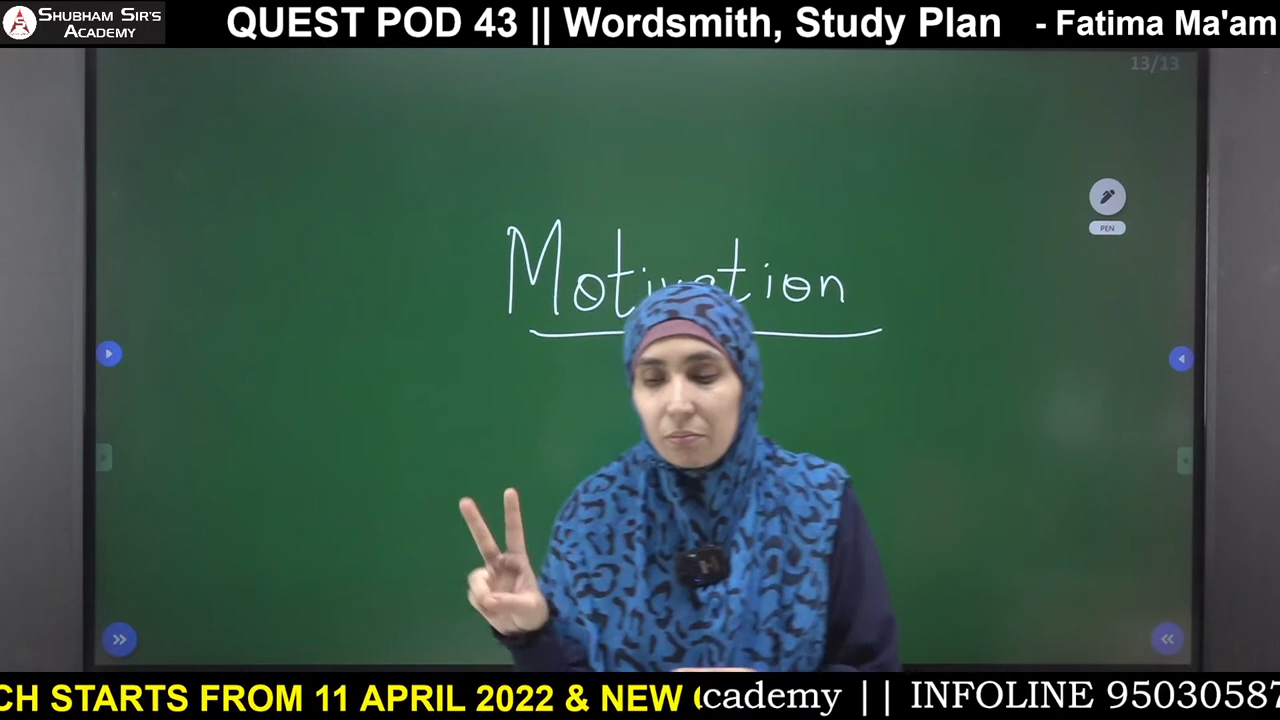 SHUBHAM SIR'S
ACADEMY
QUEST POD 43 || Wordsmith, Study Plan - Fatima Ma'am
13/13
PEN
Motivation
CH STARTS FROM 11 APRIL 2022 & NEW
cademy || INFOLINE 95030587